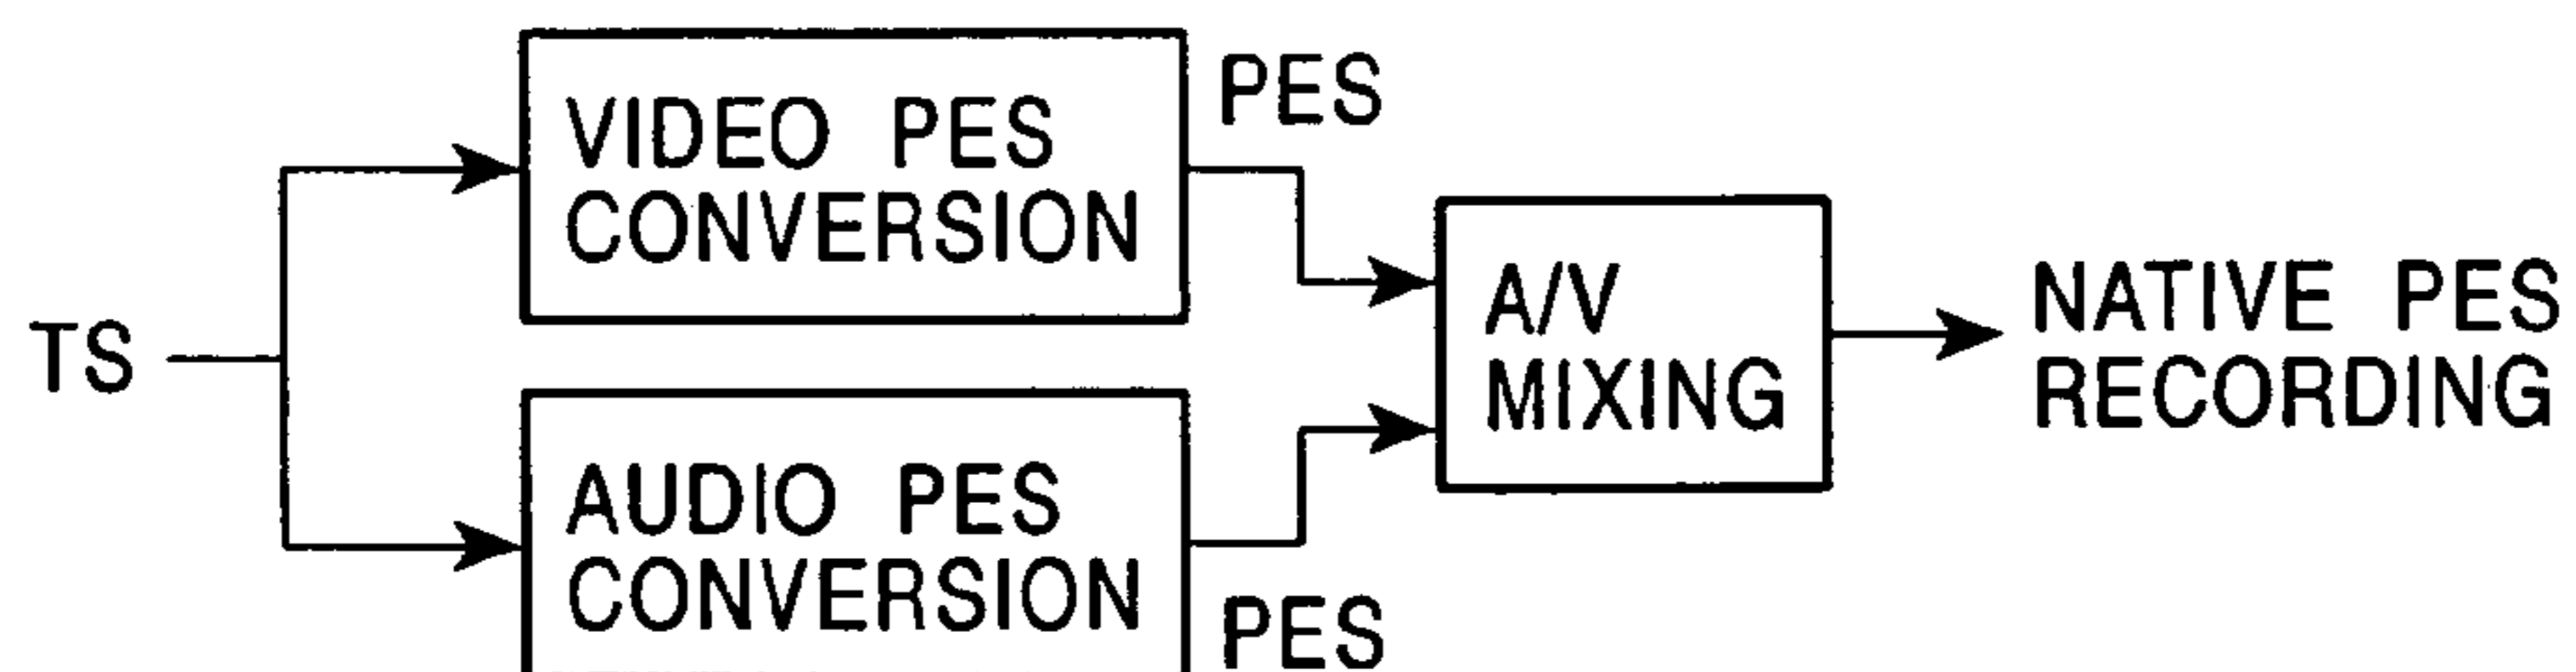 TS
VIDEO PES
CONVERSION
PES
AUDIO PES
CONVERSION
PES
A/V
MIXING
NATIVE PES
RECORDING